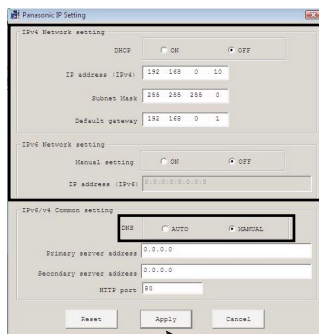 Panasonic IP Setting
IPv4 Network setting
DHCP ON OFF
IP address (IPv4) 192 168 0 10
Subnet Mask 255 255 255 0
Default gateway 192 168 0 1
IPv6 Network setting
Manual setting ON OFF
IP address (IPv6) 0:0:0:0:0:0:0:0
IPv6/v4 Common setting
DNS AUTO MANUAL
Primary server address 0.0.0.0
Secondary server address 0.0.0.0
HTTP port 80
Reset Apply Cancel